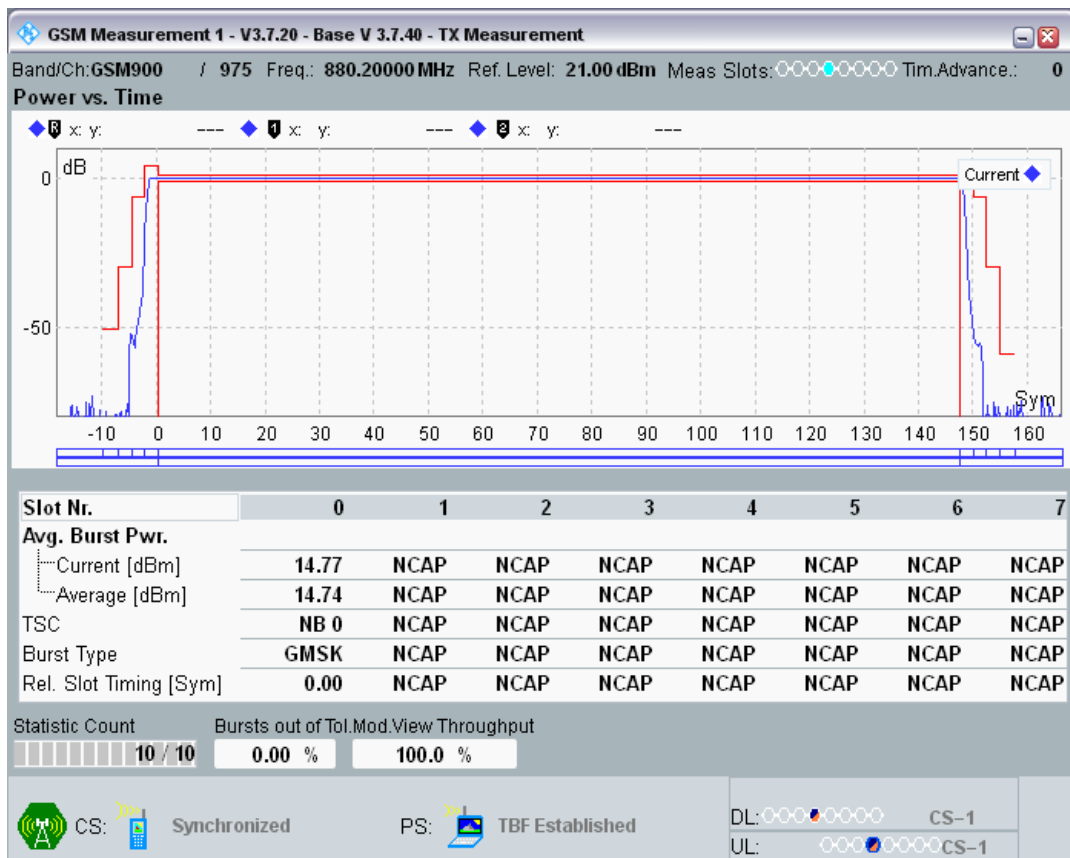 GSM Measurement 1 - V3.7.20 - Base V 3.7.40 - TX Measurement
Band/Ch:GSM900 / 975 Freq.: 880.20000 MHz Ref. Level: 21.00 dBm Meas Slots: Tim.Advance.: 0
Power vs. Time
R x: y: --- 1 x: y: --- 2 x: y: ---
dB
0
Current
-50
Sym
-10 0 10 20 30 40 50 60 70 80 90 100 110 120 130 140 150 160
Slot Nr. 0 1 2 3 4 5 6 7
Avg. Burst Pwr.
Current [dBm] 14.77 NCAP NCAP NCAP NCAP NCAP NCAP NCAP
Average [dBm] 14.74 NCAP NCAP NCAP NCAP NCAP NCAP NCAP
TSC NB 0 NCAP NCAP NCAP NCAP NCAP NCAP NCAP
Burst Type GMSK NCAP NCAP NCAP NCAP NCAP NCAP NCAP
Rel. Slot Timing [Sym] 0.00 NCAP NCAP NCAP NCAP NCAP NCAP NCAP
Statistic Count Bursts out of Tol.Mod.View Throughput
10 / 10 0.00 % 100.0 %
CS: Synchronized PS: TBF Established
DL: CS-1
UL: CS-1